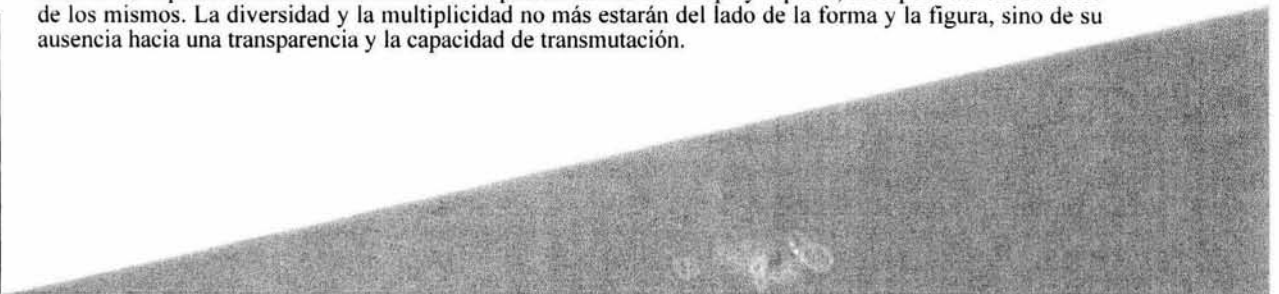 de los mismos. La diversidad y la multiplicidad no más estarán del lado de la forma y la figura, sino de su
ausencia hacia una transparencia y la capacidad de transmutación.